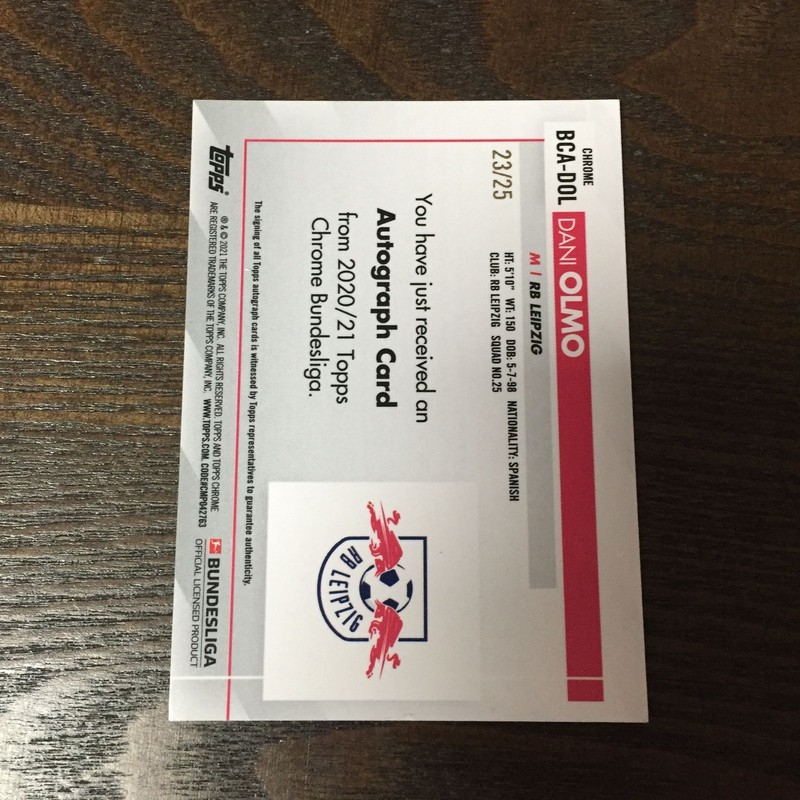 CHROME
BCA-DOL DANI OLMO
M | RB LEIPZIG
23/25
HT: 5'10" WT: 150 DOB: 5-7-98 NATIONALITY: SPANISH
CLUB: RB LEIPZIG SQUAD NO.25
You have just received an
Autograph Card
from 2020/21 Topps
Chrome Bundesliga.
RB LEIPZIG
The signing of all Topps autograph cards is witnessed by Topps representatives to guarantee authenticity.
topps®
® & © 2021 THE TOPPS COMPANY, INC. ALL RIGHTS RESERVED. TOPPS AND TOPPS CHROME
ARE REGISTERED TRADEMARKS OF THE TOPPS COMPANY, INC. WWW.TOPPS.COM. CODE#CMP042763
BUNDESLIGA
OFFICIAL LICENSED PRODUCT